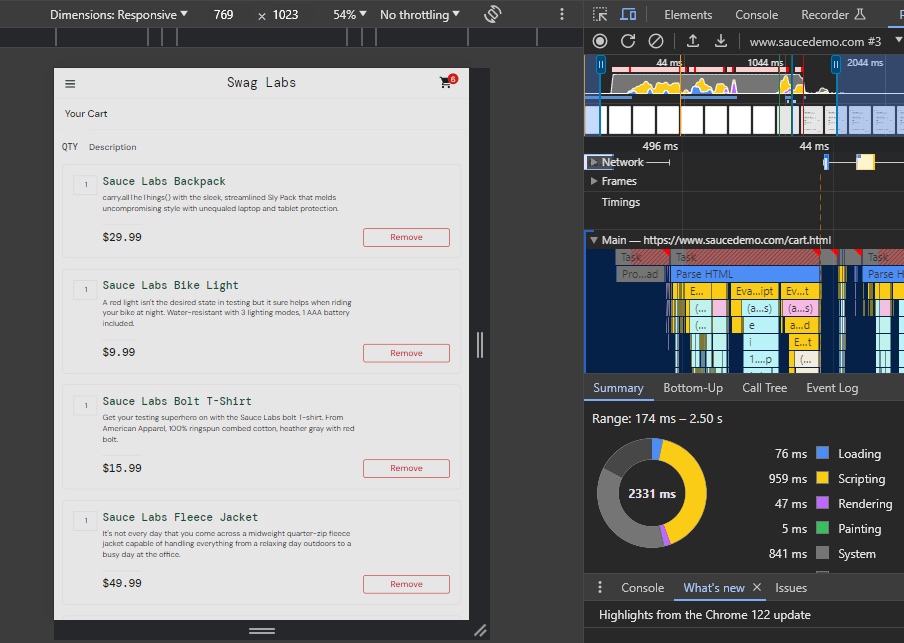 Dimensions: Responsive ▼ 769 x 1023 54% ▼ No throttling ▼
Swag Labs
6
Your Cart
QTY Description
1
Sauce Labs Backpack
carry.allTheThings() with the sleek, streamlined Sly Pack that melds
uncompromising style with unequaled laptop and tablet protection.
$29.99
Remove
1
Sauce Labs Bike Light
A red light isn't the desired state in testing but it sure helps when riding
your bike at night. Water-resistant with 3 lighting modes, 1 AAA battery
included.
$9.99
Remove
1
Sauce Labs Bolt T-Shirt
Get your testing superhero on with the Sauce Labs bolt T-shirt. From
American Apparel, 100% ringspun combed cotton, heather gray with red
bolt.
$15.99
Remove
1
Sauce Labs Fleece Jacket
It's not every day that you come across a midweight quarter-zip fleece
jacket capable of handling everything from a relaxing day outdoors to a
busy day at the office.
$49.99
Remove
Elements Console Recorder
www.saucedemo.com #3
44 ms 1044 ms 2044 ms
496 ms 44 ms
Network
Frames
Timings
Main — https://www.saucedemo.com/cart.html
Task Task Task
Pro...ad Parse HTML Parse H
E... Eva...ipt Ev...t
(... (a...s) (a...s)
(... e a...d
i E...t
1....p (...
Summary Bottom-Up Call Tree Event Log
Range: 174 ms – 2.50 s
2331 ms
76 ms Loading
959 ms Scripting
47 ms Rendering
5 ms Painting
841 ms System
Console What's new Issues
Highlights from the Chrome 122 update